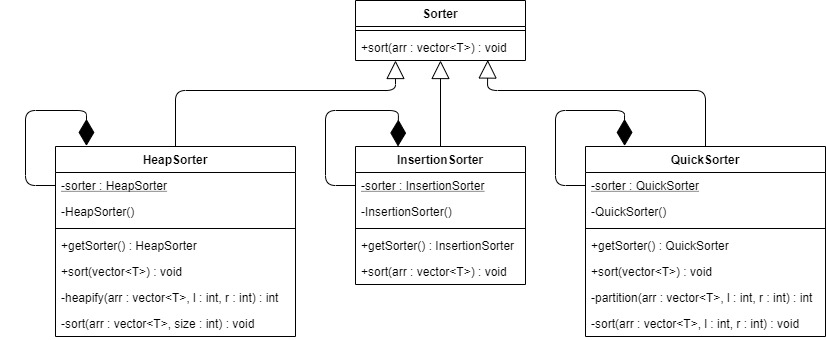 Sorter
+sort(arr : vector<T>) : void
HeapSorter
-sorter : HeapSorter
-HeapSorter()
+getSorter() : HeapSorter
+sort(vector<T>) : void
-heapify(arr : vector<T>, l : int, r : int) : int
-sort(arr : vector<T>, size : int) : void
InsertionSorter
-sorter : InsertionSorter
-InsertionSorter()
+getSorter() : InsertionSorter
+sort(arr : vector<T>) : void
QuickSorter
-sorter : QuickSorter
-QuickSorter()
+getSorter() : QuickSorter
+sort(vector<T>) : void
-partition(arr : vector<T>, l : int, r : int) : int
-sort(arr : vector<T>, l : int, r : int) : void